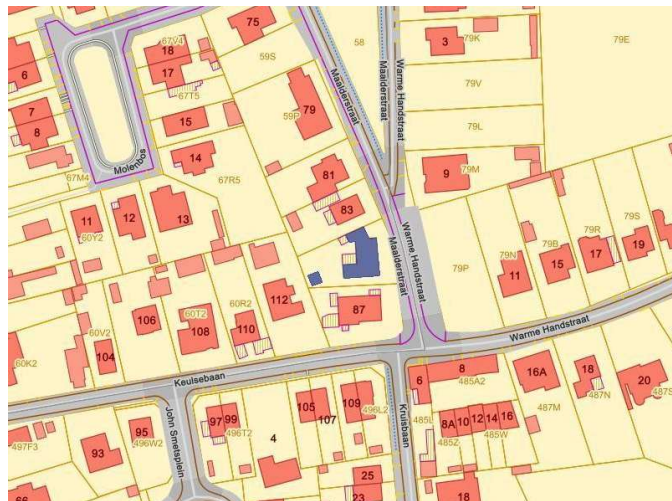 75
59S
58
79K
3
79E
67V4
18
17
6
67T5
79V
Maalderstraat
Maalderstraat
Warme Handstraat
7
8
15
59P
79
79L
Molenbos
14
67M4
67R5
81
9
79M
83
11
12
13
60Y2
79S
79R
79B
79N
79P
17
19
15
11
Maalderstraat
Warme Handstraat
112
60R2
87
106
60T2
108
110
60V2
104
60K2
Warme Handstraat
Keulsebaan
8
6
485A2
16A
18
20
487S
487N
487M
John Smetsplein
Kruisbaan
105
107
109
496L2
97
99
496T2
4
485L
8A
10
12
14
16
485Z
485W
95
496W2
93
497F3
25
23
18
66